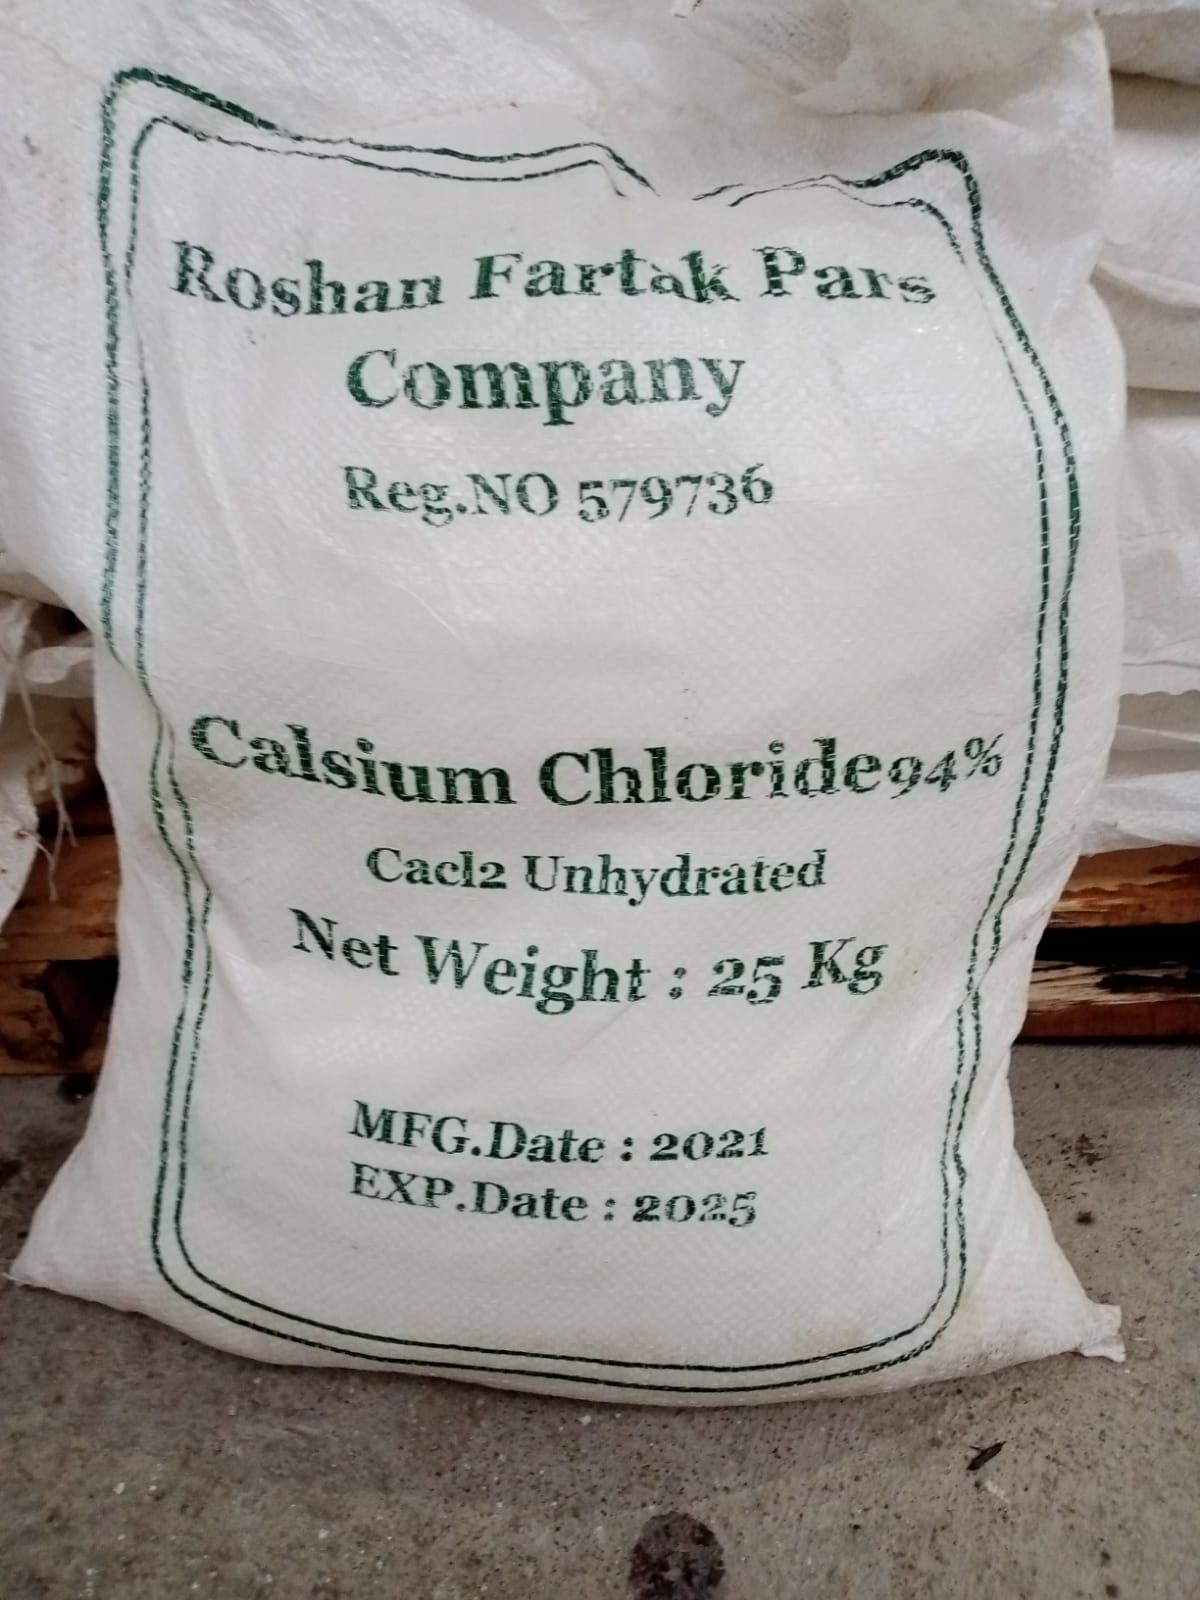 Roshan Fartak Pars
Company
Reg.NO 579736
Calsium Chloride94%
Cacl2 Unhydrated
Net Weight : 25 Kg
MFG.Date : 2021
EXP.Date : 2025